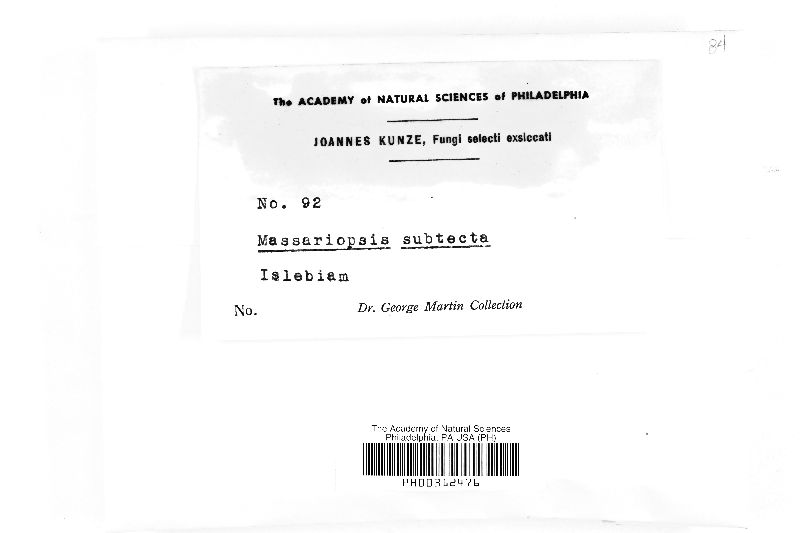 84
The ACADEMY of NATURAL SCIENCES of PHILADELPHIA
JOANNES KUNZE, Fungi selecti exsiccati
No. 92
Massariopsis subtecta
Islebiam
No. Dr. George Martin Collection
The Academy of Natural Sciences
Philadelphia, PA USA (PH)
PH00312476